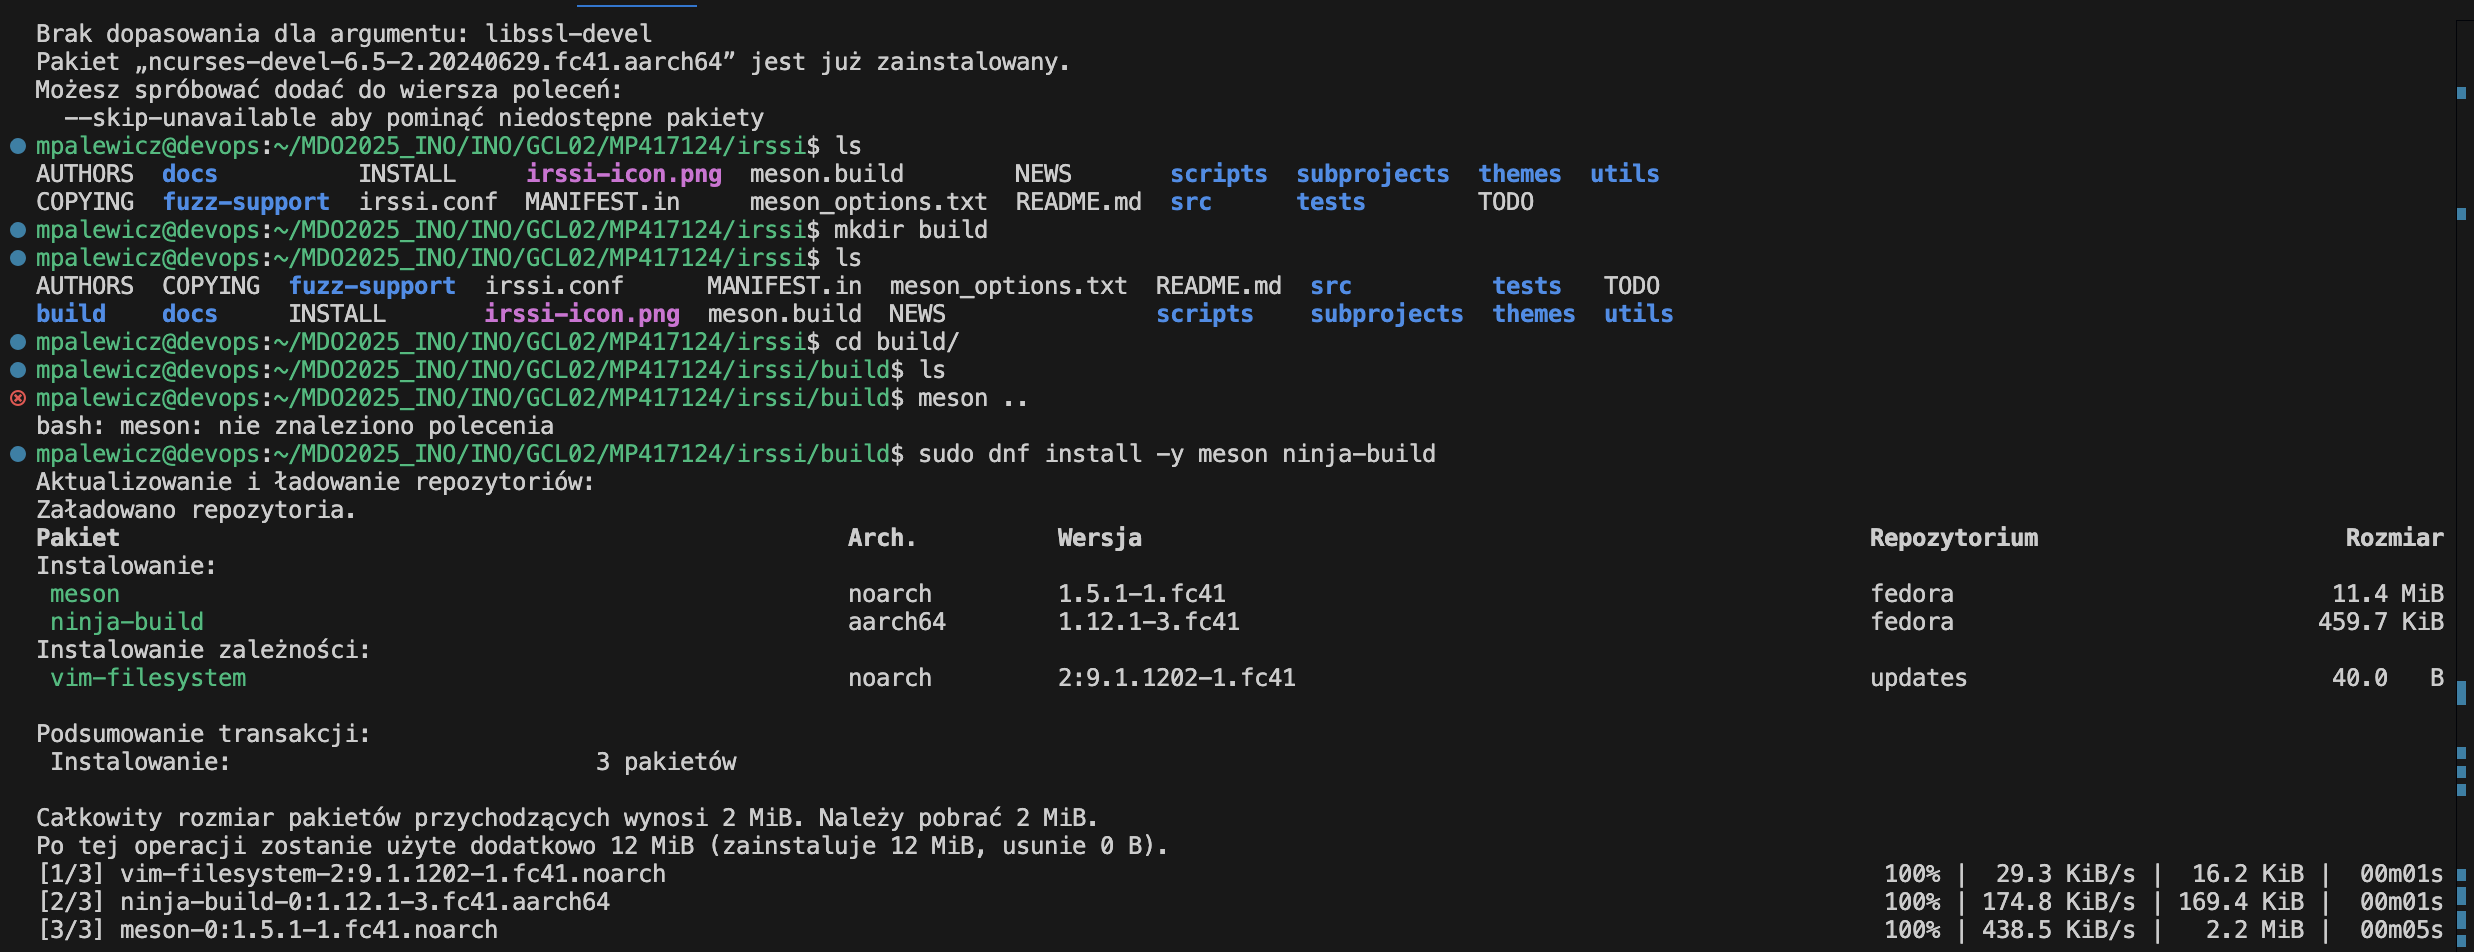 Brak dopasowania dla argumentu: libssl-devel
Pakiet „ncurses-devel-6.5-2.20240629.fc41.aarch64” jest już zainstalowany.
Możesz spróbować dodać do wiersza poleceń:
  --skip-unavailable aby pominąć niedostępne pakiety
mpalewicz@devops:~/MDO2025_INO/INO/GCL02/MP417124/irssi$ ls
AUTHORS  docs          INSTALL     irssi-icon.png  meson.build        NEWS       scripts  subprojects  themes  utils
COPYING  fuzz-support  irssi.conf  MANIFEST.in     meson_options.txt  README.md  src      tests        TODO
mpalewicz@devops:~/MDO2025_INO/INO/GCL02/MP417124/irssi$ mkdir build
mpalewicz@devops:~/MDO2025_INO/INO/GCL02/MP417124/irssi$ ls
AUTHORS  COPYING  fuzz-support  irssi.conf      MANIFEST.in  meson_options.txt  README.md  src          tests   TODO
build    docs     INSTALL       irssi-icon.png  meson.build  NEWS               scripts    subprojects  themes  utils
mpalewicz@devops:~/MDO2025_INO/INO/GCL02/MP417124/irssi$ cd build/
mpalewicz@devops:~/MDO2025_INO/INO/GCL02/MP417124/irssi/build$ ls
mpalewicz@devops:~/MDO2025_INO/INO/GCL02/MP417124/irssi/build$ meson ..
bash: meson: nie znaleziono polecenia
mpalewicz@devops:~/MDO2025_INO/INO/GCL02/MP417124/irssi/build$ sudo dnf install -y meson ninja-build
Aktualizowanie i ładowanie repozytoriów:
Załadowano repozytoria.
Pakiet Arch. Wersja Repozytorium Rozmiar
Instalowanie:
 meson noarch 1.5.1-1.fc41 fedora 11.4 MiB
 ninja-build aarch64 1.12.1-3.fc41 fedora 459.7 KiB
Instalowanie zależności:
 vim-filesystem noarch 2:9.1.1202-1.fc41 updates 40.0   B
Podsumowanie transakcji:
 Instalowanie: 3 pakietów
Całkowity rozmiar pakietów przychodzących wynosi 2 MiB. Należy pobrać 2 MiB.
Po tej operacji zostanie użyte dodatkowo 12 MiB (zainstaluje 12 MiB, usunie 0 B).
[1/3] vim-filesystem-2:9.1.1202-1.fc41.noarch 100% |  29.3 KiB/s |  16.2 KiB |  00m01s
[2/3] ninja-build-0:1.12.1-3.fc41.aarch64 100% | 174.8 KiB/s | 169.4 KiB |  00m01s
[3/3] meson-0:1.5.1-1.fc41.noarch 100% | 438.5 KiB/s |   2.2 MiB |  00m05s